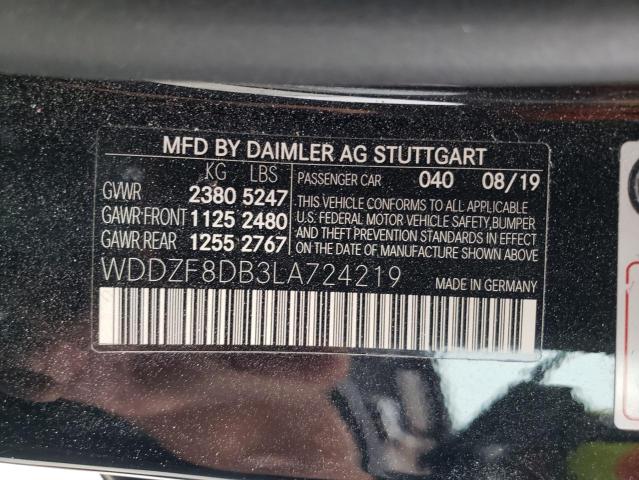 MFD BY DAIMLER AG STUTTGART
KG LBS
PASSENGER CAR 040 08/19
GVWR 2380 5247
GAWR FRONT 1125 2480
GAWR REAR 1255 2767
THIS VEHICLE CONFORMS TO ALL APPLICABLE
U.S. FEDERAL MOTOR VEHICLE SAFETY, BUMPER
AND THEFT PREVENTION STANDARDS IN EFFECT
ON THE DATE OF MANUFACTURE SHOWN ABOVE
WDDZF8DB3LA724219 MADE IN GERMANY